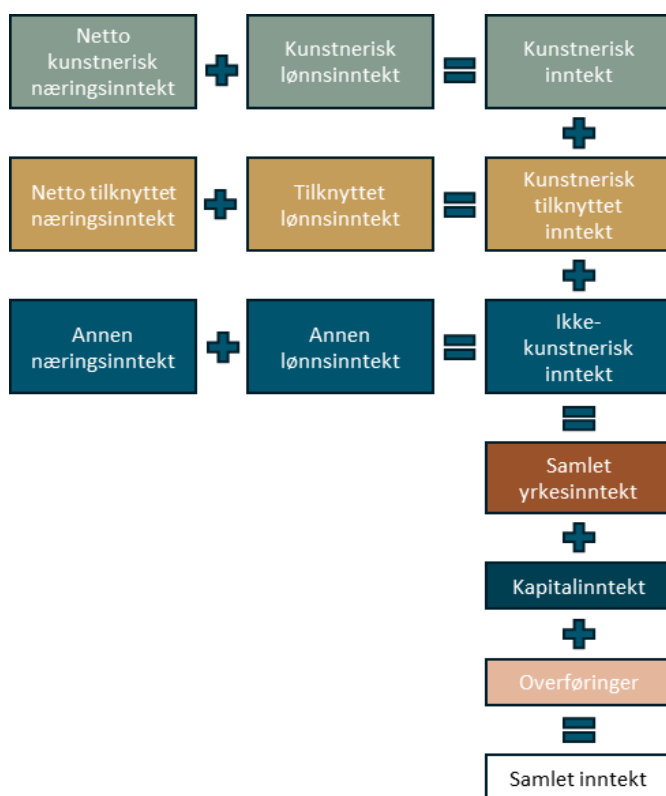 Netto
kunstnerisk
næringsinntekt
Kunstnerisk
lønnsinntekt
Kunstnerisk
inntekt
Netto tilknyttet
næringsinntekt
Tilknyttet
lønnsinntekt
Kunstnerisk
tilknyttet
inntekt
Annen
næringsinntekt
Annen
lønnsinntekt
Ikke-
kunstnerisk
inntekt
Samlet
yrkesinntekt
Kapitalinntekt
Overføringer
Samlet inntekt